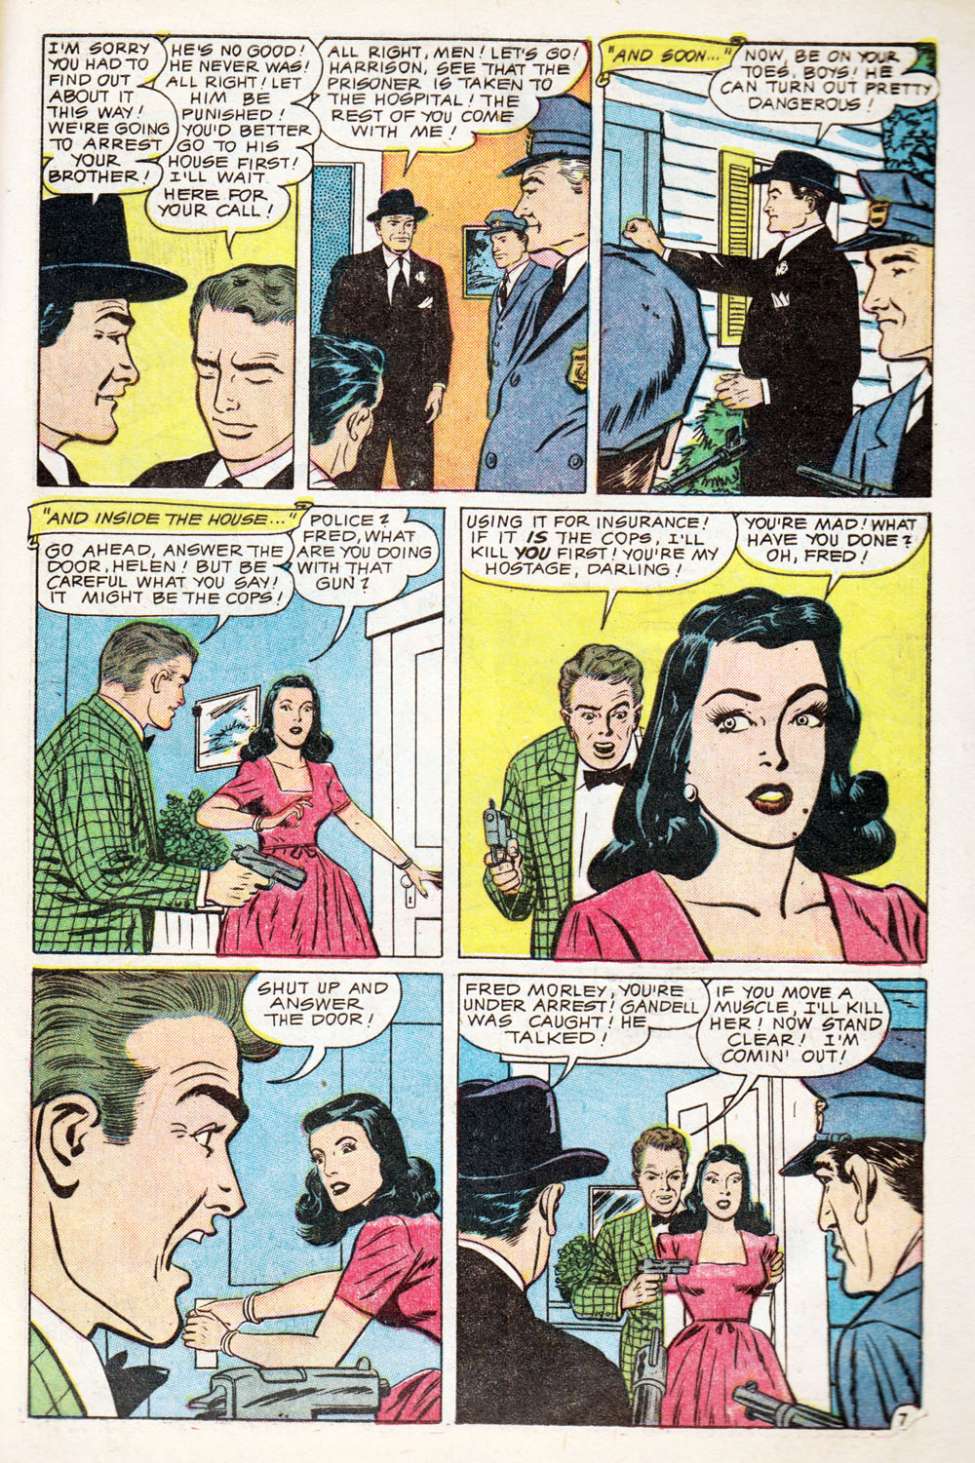 I'M SORRY
YOU HAD TO
FIND OUT
ABOUT IT
THIS WAY!
WE'RE GOING
TO ARREST
YOUR
BROTHER!
HE'S NO GOOD!
HE NEVER WAS!
ALL RIGHT! LET
HIM BE
PUNISHED!
YOU'D BETTER
GO TO HIS
HOUSE FIRST!
I'LL WAIT
HERE FOR
YOUR CALL!
ALL RIGHT, MEN! LET'S GO!
HARRISON, SEE THAT THE
PRISONER IS TAKEN TO
THE HOSPITAL! THE
REST OF YOU COME
WITH ME!
"AND SOON..."
NOW, BE ON YOUR
TOES, BOYS! HE
CAN TURN OUT PRETTY
DANGEROUS!
"AND INSIDE THE HOUSE..."
GO AHEAD, ANSWER THE
DOOR, HELEN! BUT BE
CAREFUL WHAT YOU SAY!
IT MIGHT BE THE COPS!
POLICE?
FRED, WHAT
ARE YOU DOING
WITH THAT
GUN?
USING IT FOR INSURANCE!
IF IT IS THE COPS, I'LL
KILL YOU FIRST! YOU'RE MY
HOSTAGE, DARLING!
YOU'RE MAD! WHAT
HAVE YOU DONE?
OH, FRED!
SHUT UP AND
ANSWER
THE DOOR!
FRED MORLEY, YOU'RE
UNDER ARREST! GANDELL
WAS CAUGHT! HE
TALKED!
IF YOU MOVE A
MUSCLE, I'LL KILL
HER! NOW STAND
CLEAR! I'M
COMIN' OUT!
7